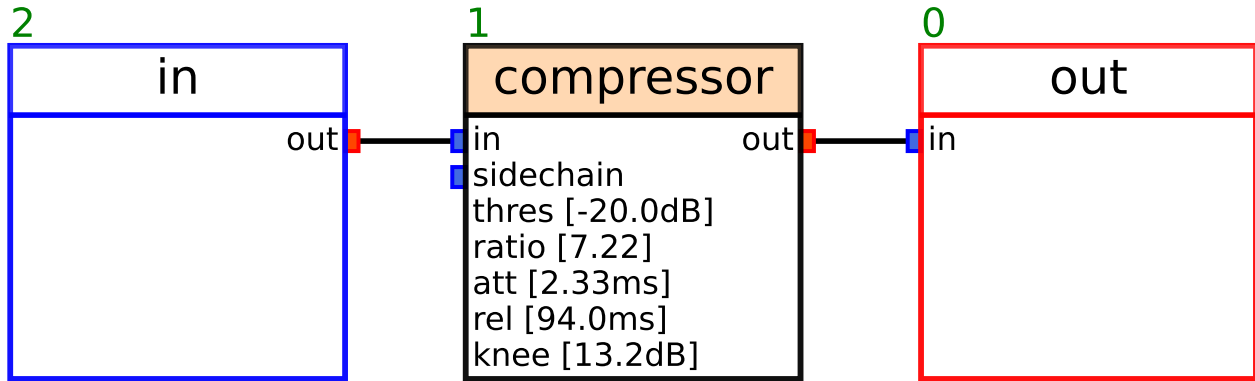 2 1 0
in compressor out
out in out in
sidechain
thres [-20.0dB]
ratio [7.22]
att [2.33ms]
rel [94.0ms]
knee [13.2dB]